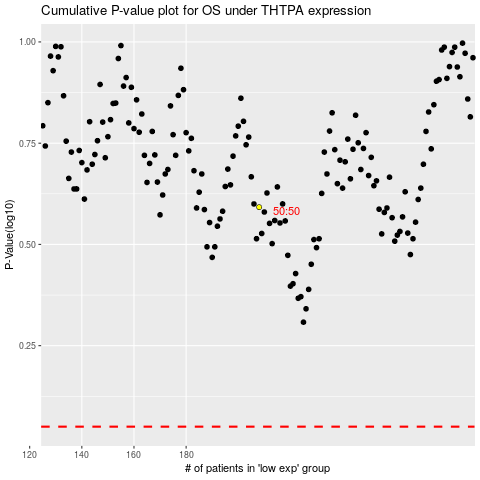 Cumulative P-value plot for OS under THTPA expression
P-Value(log10)
1.00
0.75
0.50
0.25
50:50
120 140 160 180
# of patients in 'low exp' group